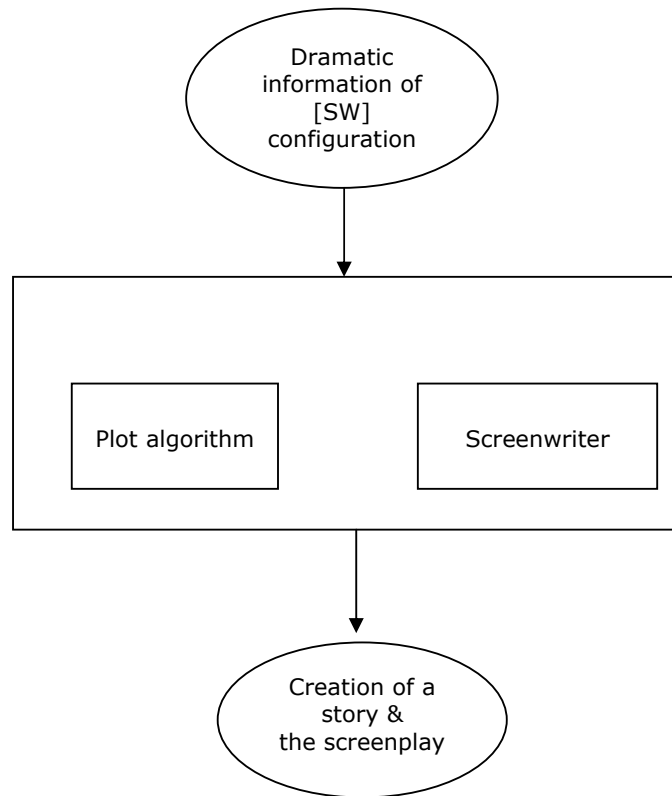 Dramatic
information of
[SW]
configuration
Plot algorithm
Screenwriter
Creation of a
story &
the screenplay